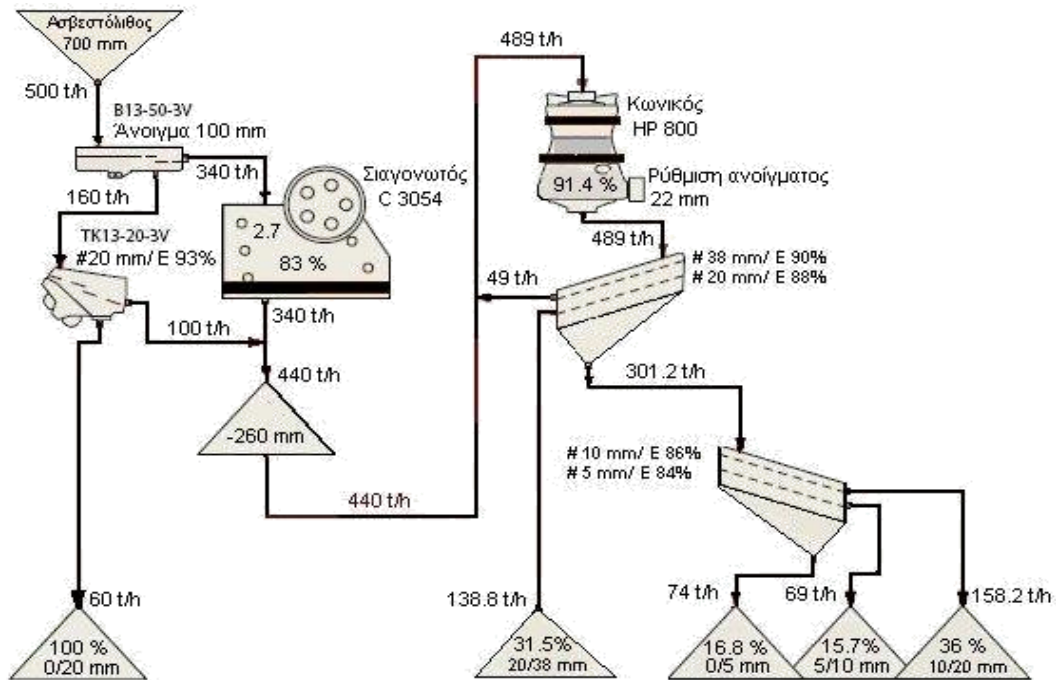 Ασβεστόλιθος
700 mm
500 t/h
B13-50-3V
Άνοιγμα 100 mm
340 t/h
160 t/h
TK13-20-3V
#20 mm/ E 93%
Σιαγονωτός
C 3054
2.7
83 %
100 t/h
340 t/h
440 t/h
-260 mm
440 t/h
60 t/h
100 %
0/20 mm
489 t/h
Κωνικός
HP 800
91.4 %
Ρύθμιση ανοίγματος
22 mm
489 t/h
# 38 mm/ E 90%
# 20 mm/ E 88%
49 t/h
301.2 t/h
# 10 mm/ E 86%
# 5 mm/ E 84%
138.8 t/h
31.5%
20/38 mm
74 t/h
16.8 %
0/5 mm
69 t/h
15.7%
5/10 mm
158.2 t/h
36 %
10/20 mm